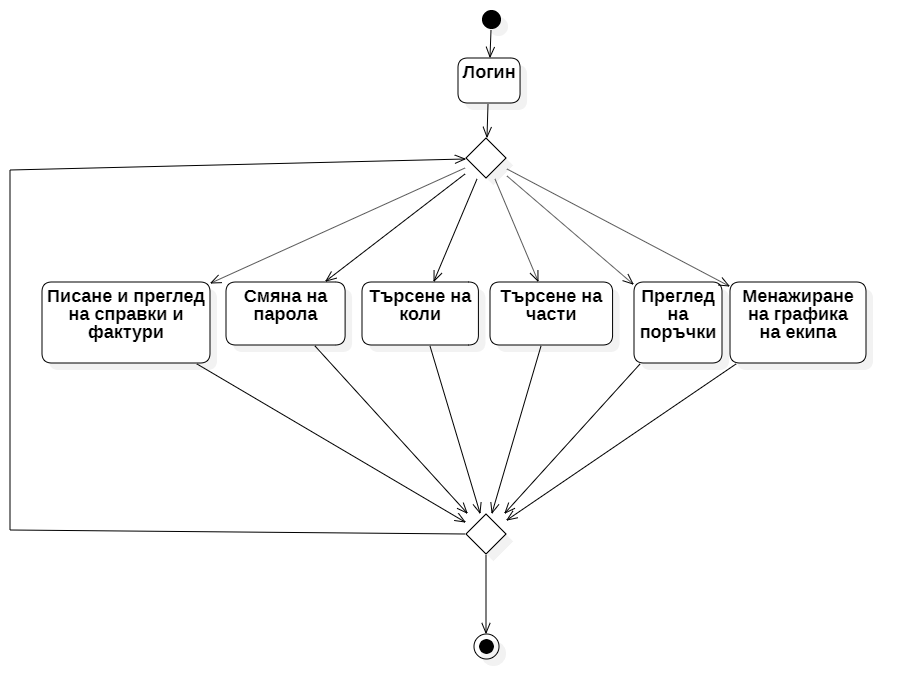 Логин
Писане и преглед
на справки и
фактури
Смяна на
парола
Търсене на
коли
Търсене на
части
Преглед
на
поръчки
Менажиране
на графика
на екипа